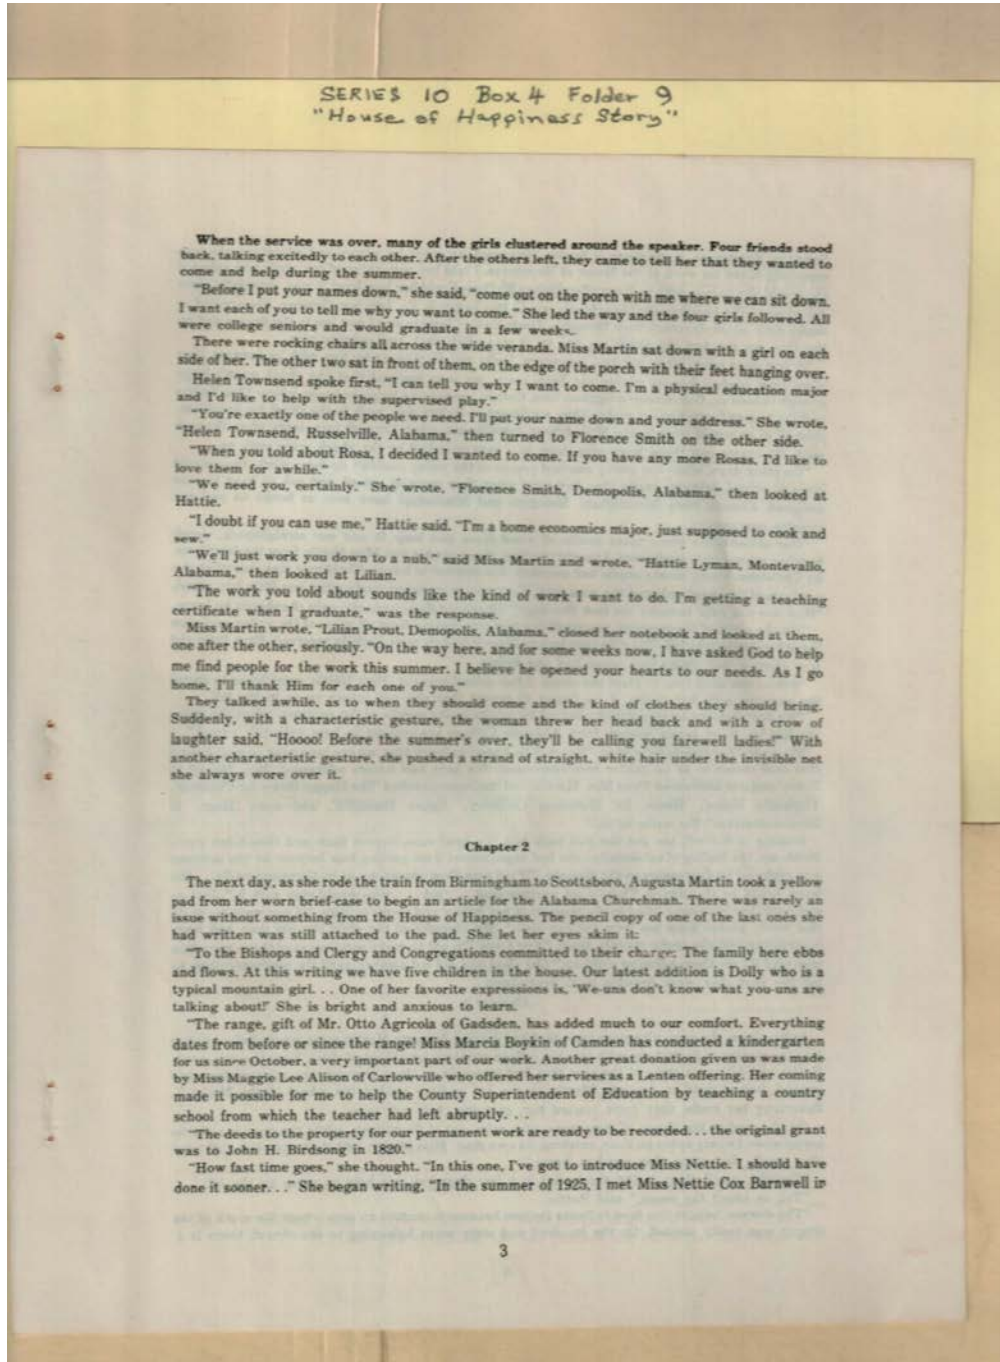 SERIES 10 Box 4 Folder 9
"House of Happiness Story"
When the service was over, many of the girls clustered around the speaker. Four friends stood
back, talking excitedly to each other. After the others left, they came to tell her that they wanted to
come and help during the summer.
"Before I put your names down," she said, "come out on the porch with me where we can sit down.
I want each of you to tell me why you want to come." She led the way and the four girls followed. All
were college seniors and would graduate in a few weeks.
There were rocking chairs all across the wide veranda. Miss Martin sat down with a girl on each
side of her. The other two sat in front of them, on the edge of the porch with their feet hanging over.
Helen Townsend spoke first, "I can tell you why I want to come. I'm a physical education major
and I'd like to help with the supervised play."
"You're exactly one of the people we need. I'll put your name down and your address." She wrote,
"Helen Townsend, Russelville, Alabama," then turned to Florence Smith on the other side.
"When you told about Rosa, I decided I wanted to come. If you have any more Rosas, I'd like to
love them for awhile."
"We need you, certainly." She wrote, "Florence Smith, Demopolis, Alabama," then looked at
Hattie.
"I doubt if you can use me," Hattie said. "I'm a home economics major, just supposed to cook and
sew."
"We'll just work you down to a nub," said Miss Martin and wrote, "Hattie Lyman, Montevallo,
Alabama," then looked at Lilian.
"The work you told about sounds like the kind of work I want to do. I'm getting a teaching
certificate when I graduate," was the response.
Miss Martin wrote, "Lilian Prout, Demopolis, Alabama," closed her notebook and looked at them,
one after the other, seriously. "On the way here, and for some weeks now, I have asked God to help
me find people for the work this summer. I believe he opened your hearts to our needs. As I go
home, I'll thank Him for each one of you."
They talked awhile, as to when they should come and the kind of clothes they should bring.
Suddenly, with a characteristic gesture, the woman threw her head back and with a crow of
laughter said, "Hoooo! Before the summer's over, they'll be calling you farewell ladies!" With
another characteristic gesture, she pushed a strand of straight, white hair under the invisible net
she always wore over it.
Chapter 2
The next day, as she rode the train from Birmingham to Scottsboro, Augusta Martin took a yellow
pad from her worn brief-case to begin an article for the Alabama Churchman. There was rarely an
issue without something from the House of Happiness. The pencil copy of one of the last ones she
had written was still attached to the pad. She let her eyes skim it:
"To the Bishops and Clergy and Congregations committed to their charge: The family here ebbs
and flows. At this writing we have five children in the house. Our latest addition is Dolly who is a
typical mountain girl. . . One of her favorite expressions is, 'We-uns don't know what you-uns are
talking about!' She is bright and anxious to learn.
"The range, gift of Mr. Otto Agricola of Gadsden, has added much to our comfort. Everything
dates from before or since the range! Miss Marcia Boykin of Camden has conducted a kindergarten
for us since October, a very important part of our work. Another great donation given us was made
by Miss Maggie Lee Alison of Carlowville who offered her services as a Lenten offering. Her coming
made it possible for me to help the County Superintendent of Education by teaching a country
school from which the teacher had left abruptly. . .
"The deeds to the property for our permanent work are ready to be recorded. . . the original grant
was to John H. Birdsong in 1820."
"How fast time goes," she thought. "In this one, I've got to introduce Miss Nettie. I should have
done it sooner. . ." She began writing, "In the summer of 1925, I met Miss Nettie Cox Barnwell in
3